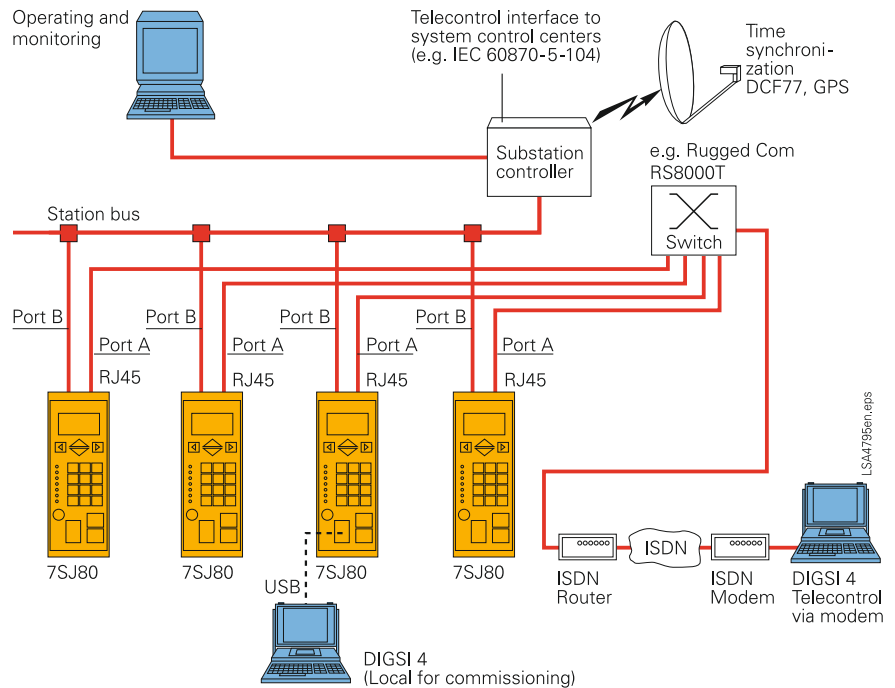 Operating and
monitoring
Telecontrol interface to
system control centers
(e.g. IEC 60870-5-104)
Time
synchroni-
zation
DCF77, GPS
Substation
controller
e.g. Rugged Com
RS8000T
Switch
Station bus
Port B
Port B
Port B
Port B
Port A
Port A
Port A
Port A
RJ45
RJ45
RJ45
RJ45
LSA4795en.eps
7SJ80
7SJ80
7SJ80
7SJ80
USB
DIGSI 4
(Local for commissioning)
ISDN
Router
ISDN
ISDN
Modem
DIGSI 4
Telecontrol
via modem